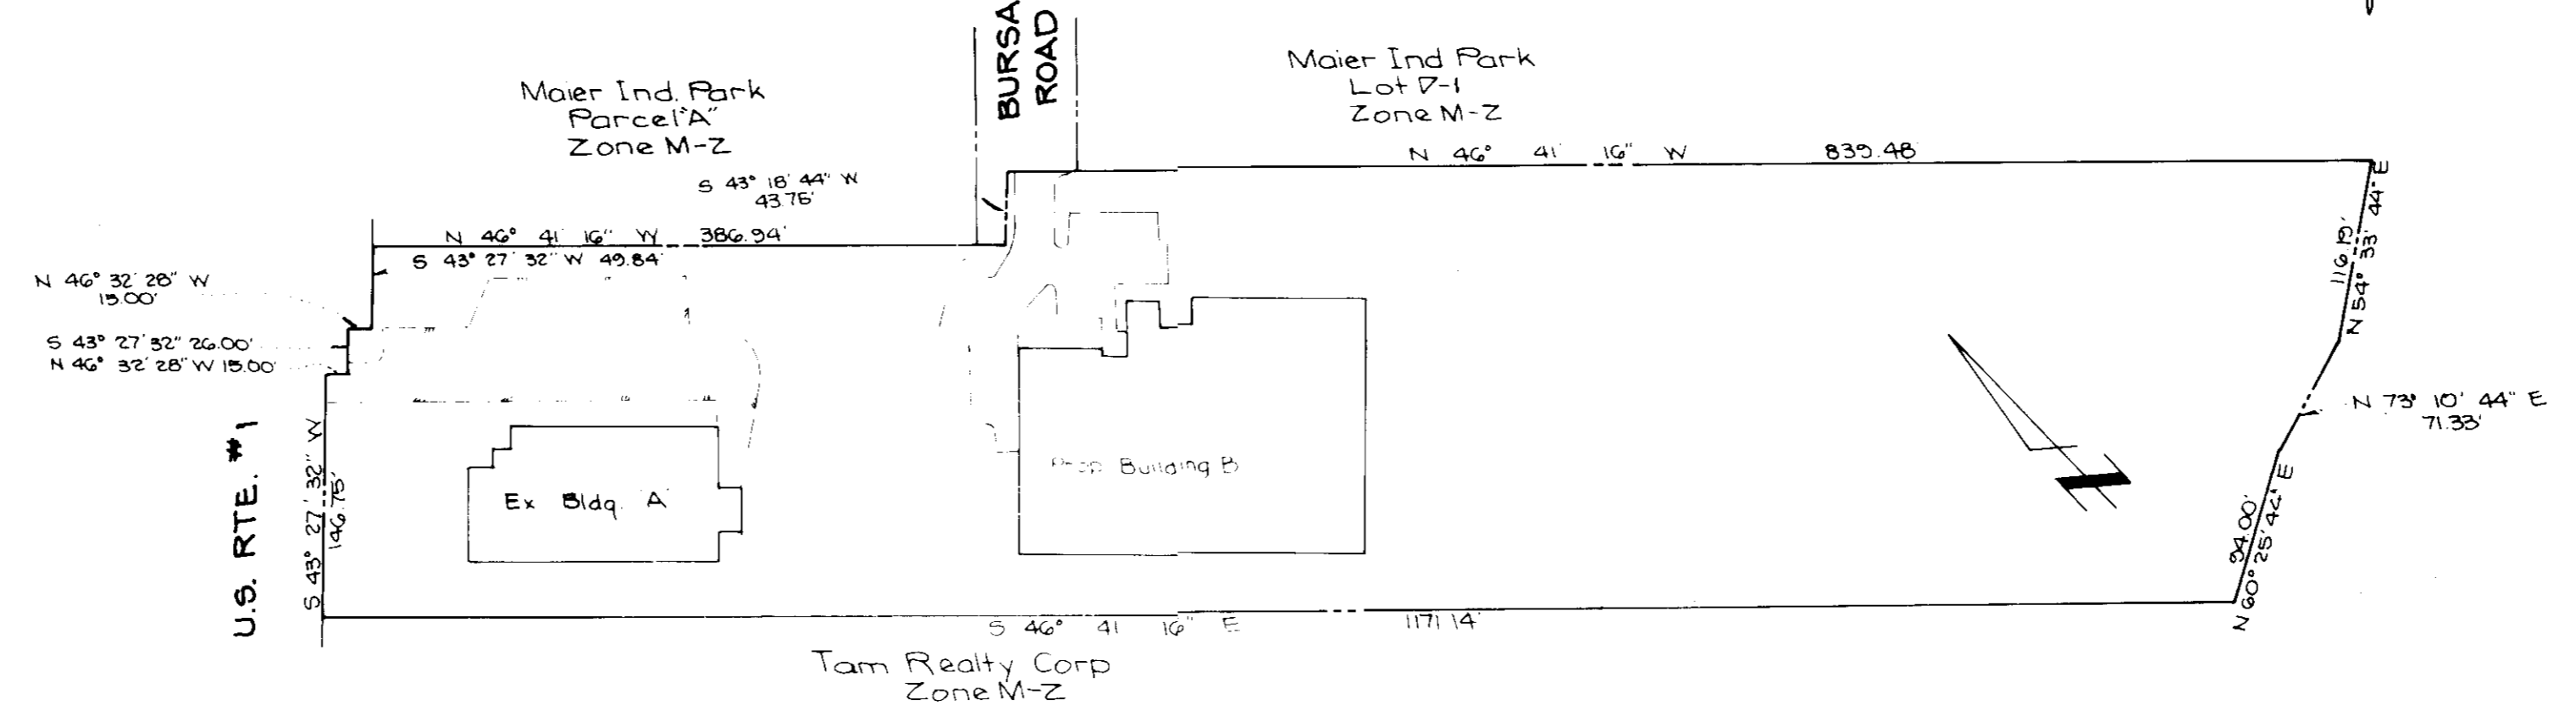 BURSA
ROAD
Maier Ind. Park
Parcel "A"
Zone M-2
Maier Ind Park
Lot D-1
Zone M-2
N 46° 41' 16" W 839.48
S 43° 18' 44" W
43.75'
N 46° 41' 16" W 386.94'
S 43° 27' 32" W 49.84'
N 46° 32' 28" W
15.00'
S 43° 27' 32" 26.00'
N 46° 32' 28" W 15.00'
U.S. RTE. #1
S 43° 27' 32" W
146.75'
Ex Bldg. 'A'
Prop Building B
116.19'
N 54° 33' 44" E
N 73° 10' 44" E
71.33'
94.00'
N 60° 25' 44" E
N
S 46° 41' 16" E 1171.14'
Tam Realty Corp
Zone M-2